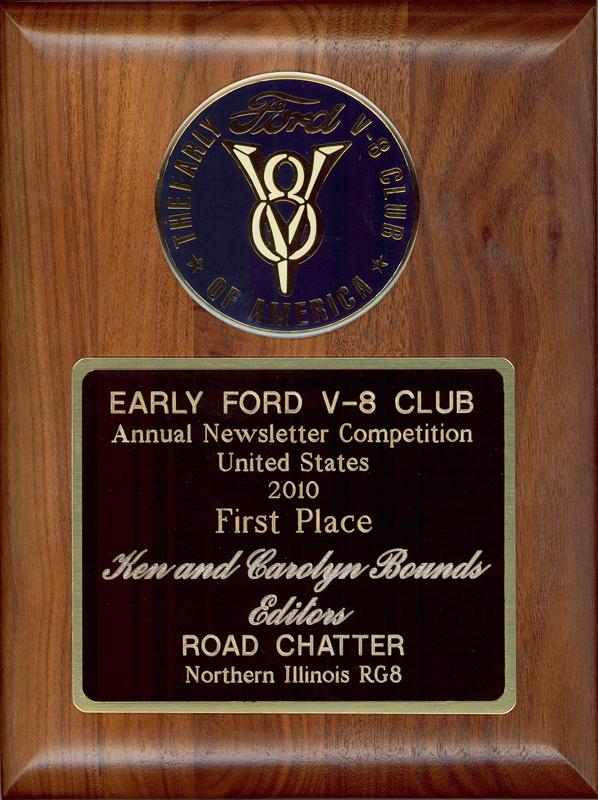 THE EARLY Ford V-8 CLUB
OF AMERICA
V8
EARLY FORD V-8 CLUB
Annual Newsletter Competition
United States
2010
First Place
Ken and Carolyn Bounds
Editors
ROAD CHATTER
Northern Illinois RG8